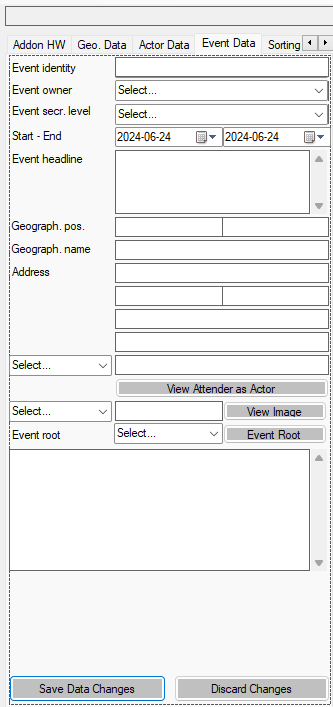 Addon HW Geo. Data Actor Data Event Data Sorting
Event identity
Event owner Select...
Event secr. level Select...
Start - End 2024-06-24 2024-06-24
Event headline
Geograph. pos.
Geograph. name
Address
Select...
View Attender as Actor
Select... View Image
Event root Select... Event Root
Save Data Changes Discard Changes